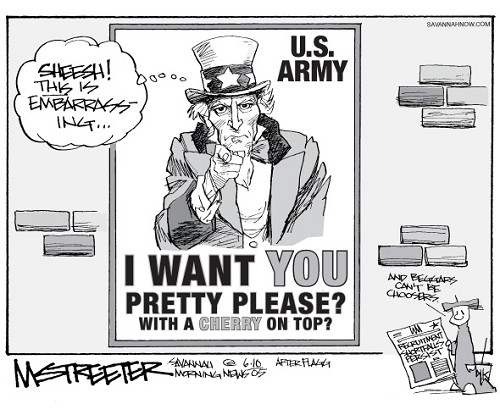 SAVANNAHNOW.COM
SHEESH!
THIS IS
EMBARRASS-
ING...
U.S.
ARMY
I WANT YOU
PRETTY PLEASE?
WITH A CHERRY ON TOP?
AND BEGGARS
CAN'T BE
CHOOSERS.
RECRUITMENT
SHORTFALLS
PERSIST
MSTREETER
SAVANNAH © 6/10
MORNING NEWS 05
AFTER FLAGG